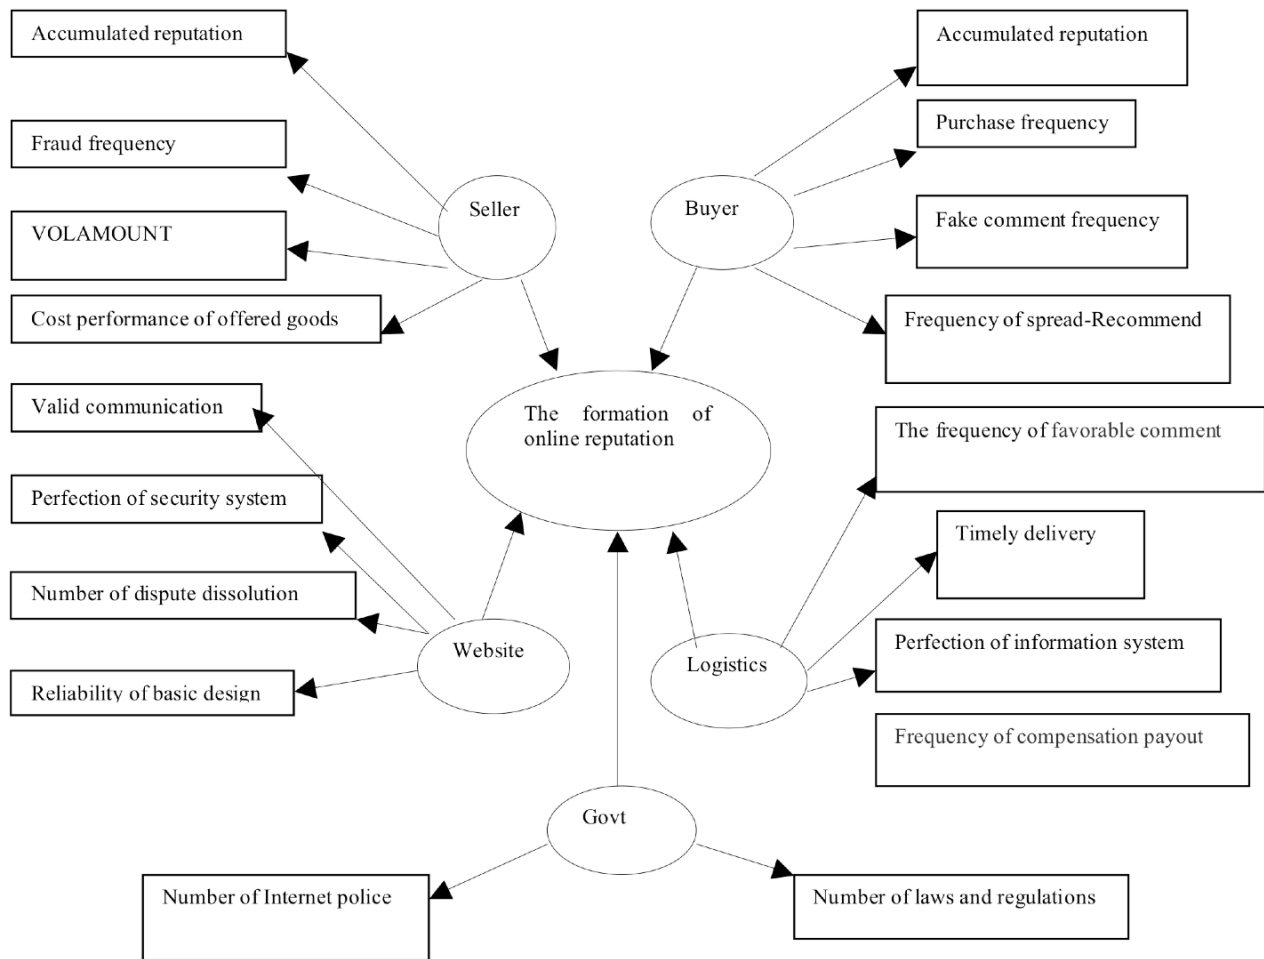 Accumulated reputation
Fraud frequency
VOLAMOUNT
Cost performance of offered goods
Seller
Accumulated reputation
Purchase frequency
Fake comment frequency
Frequency of spread-Recommend
Buyer
The formation of
online reputation
Valid communication
Perfection of security system
Number of dispute dissolution
Reliability of basic design
Website
The frequency of favorable comment
Timely delivery
Perfection of information system
Frequency of compensation payout
Logistics
Govt
Number of Internet police
Number of laws and regulations